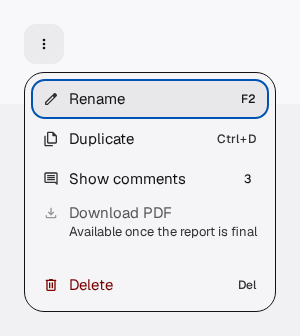 Rename F2
Duplicate Ctrl+D
Show comments 3
Download PDF
Available once the report is final
Delete Del